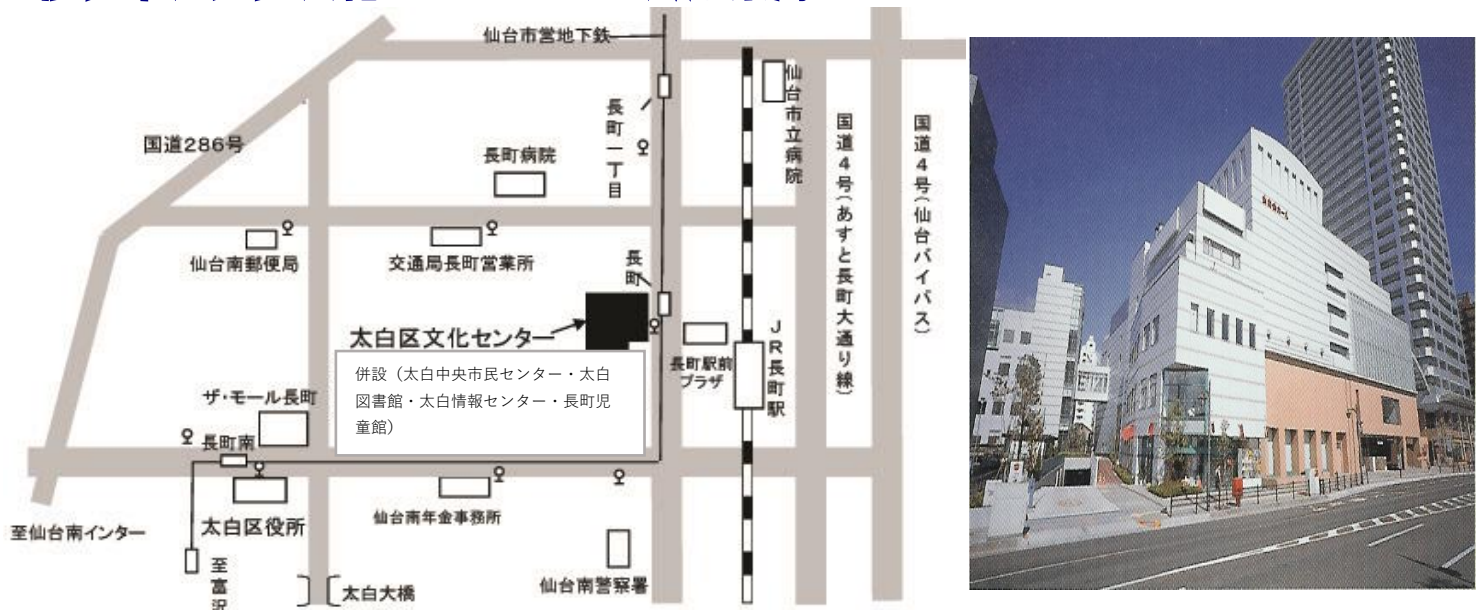 仙台市営地下鉄
仙台市立病院
長町一丁目
国道4号(あすと長町大通り線)
国道4号(仙台バイパス)
国道286号
長町病院
仙台南郵便局
交通局長町営業所
長町
太白区文化センター
併設（太白中央市民センター・太白
図書館・太白情報センター・長町児
童館）
長町駅前
プラザ
JR長町駅
ザ・モール長町
長町南
太白区役所
仙台南年金事務所
至仙台南インター
至富沢
太白大橋
仙台南警察署